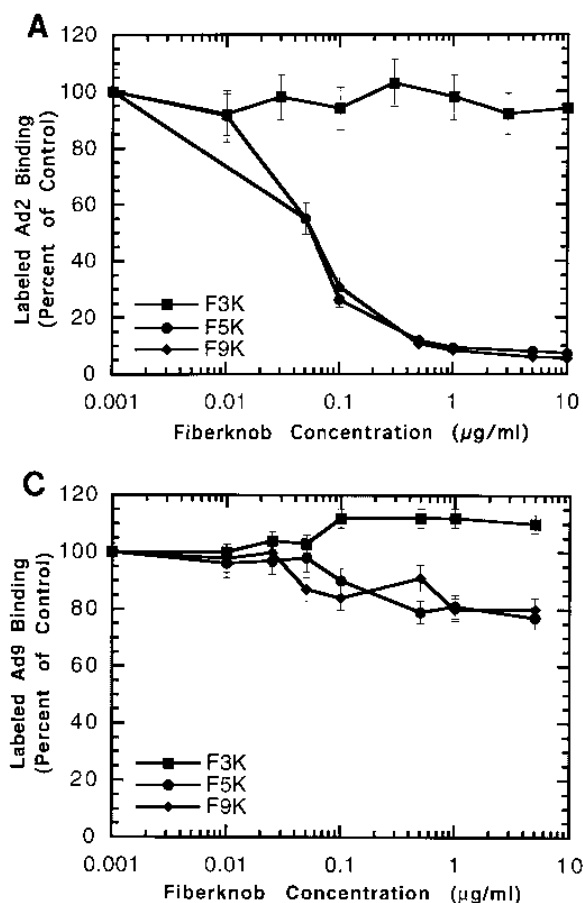 A
120
100
80
60
40
20
0
Labeled Ad2 Binding
(Percent of Control)
F3K
F5K
F9K
0.001 0.01 0.1 1 10
Fiberknob Concentration (µg/ml)
C
120
100
80
60
40
20
0
Labeled Ad9 Binding
(Percent of Control)
F3K
F5K
F9K
0.001 0.01 0.1 1 10
Fiberknob Concentration (µg/ml)